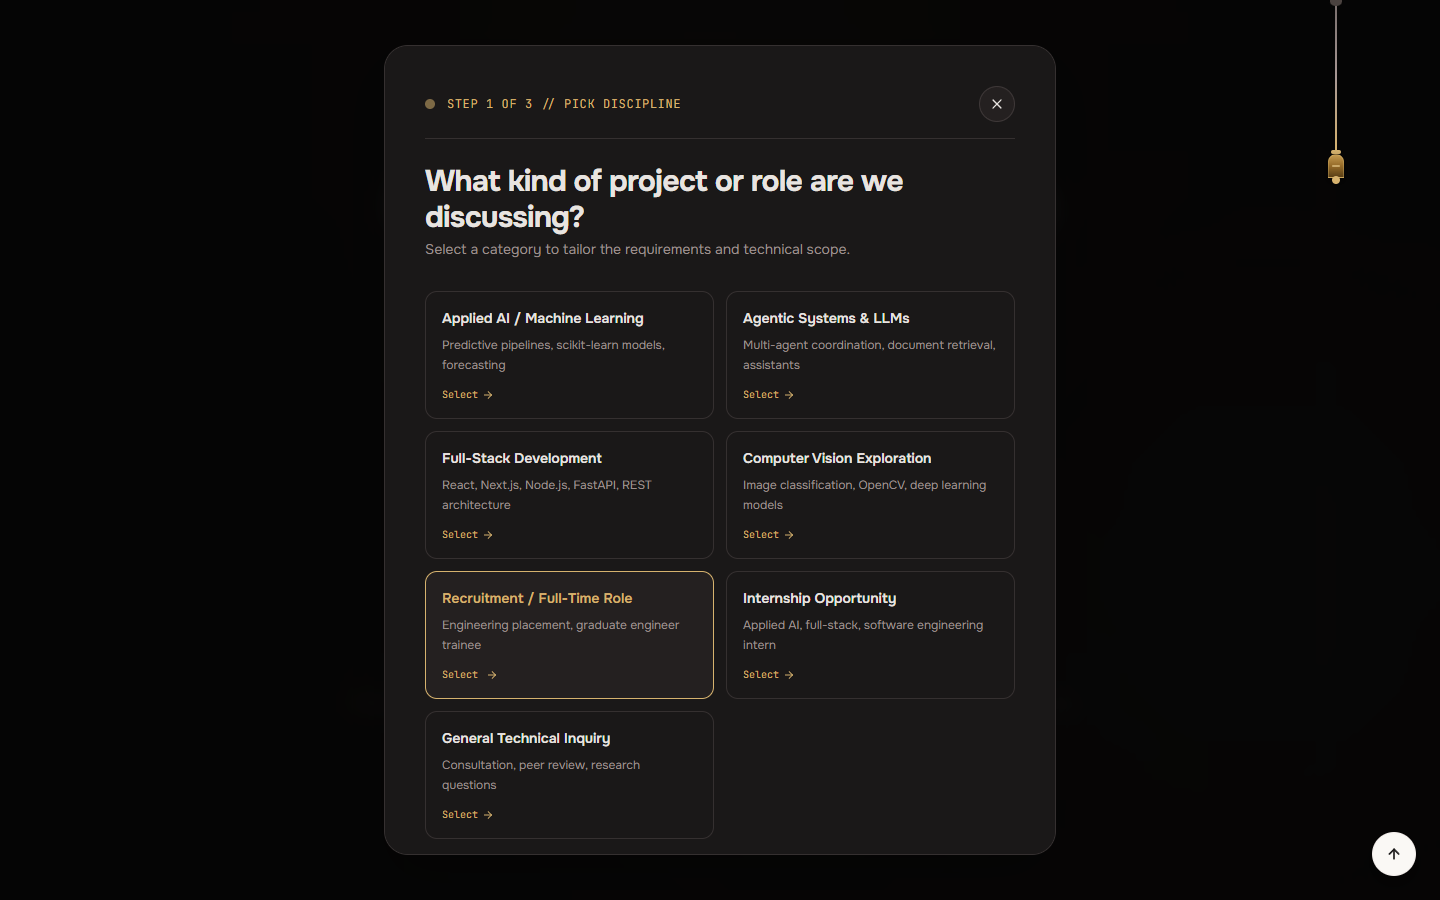 STEP 1 OF 3 // PICK DISCIPLINE
What kind of project or role are we
discussing?
Select a category to tailor the requirements and technical scope.
Applied AI / Machine Learning
Predictive pipelines, scikit-learn models,
forecasting
Select →
Agentic Systems & LLMs
Multi-agent coordination, document retrieval,
assistants
Select →
Full-Stack Development
React, Next.js, Node.js, FastAPI, REST
architecture
Select →
Computer Vision Exploration
Image classification, OpenCV, deep learning
models
Select →
Recruitment / Full-Time Role
Engineering placement, graduate engineer
trainee
Select →
Internship Opportunity
Applied AI, full-stack, software engineering
intern
Select →
General Technical Inquiry
Consultation, peer review, research
questions
Select →